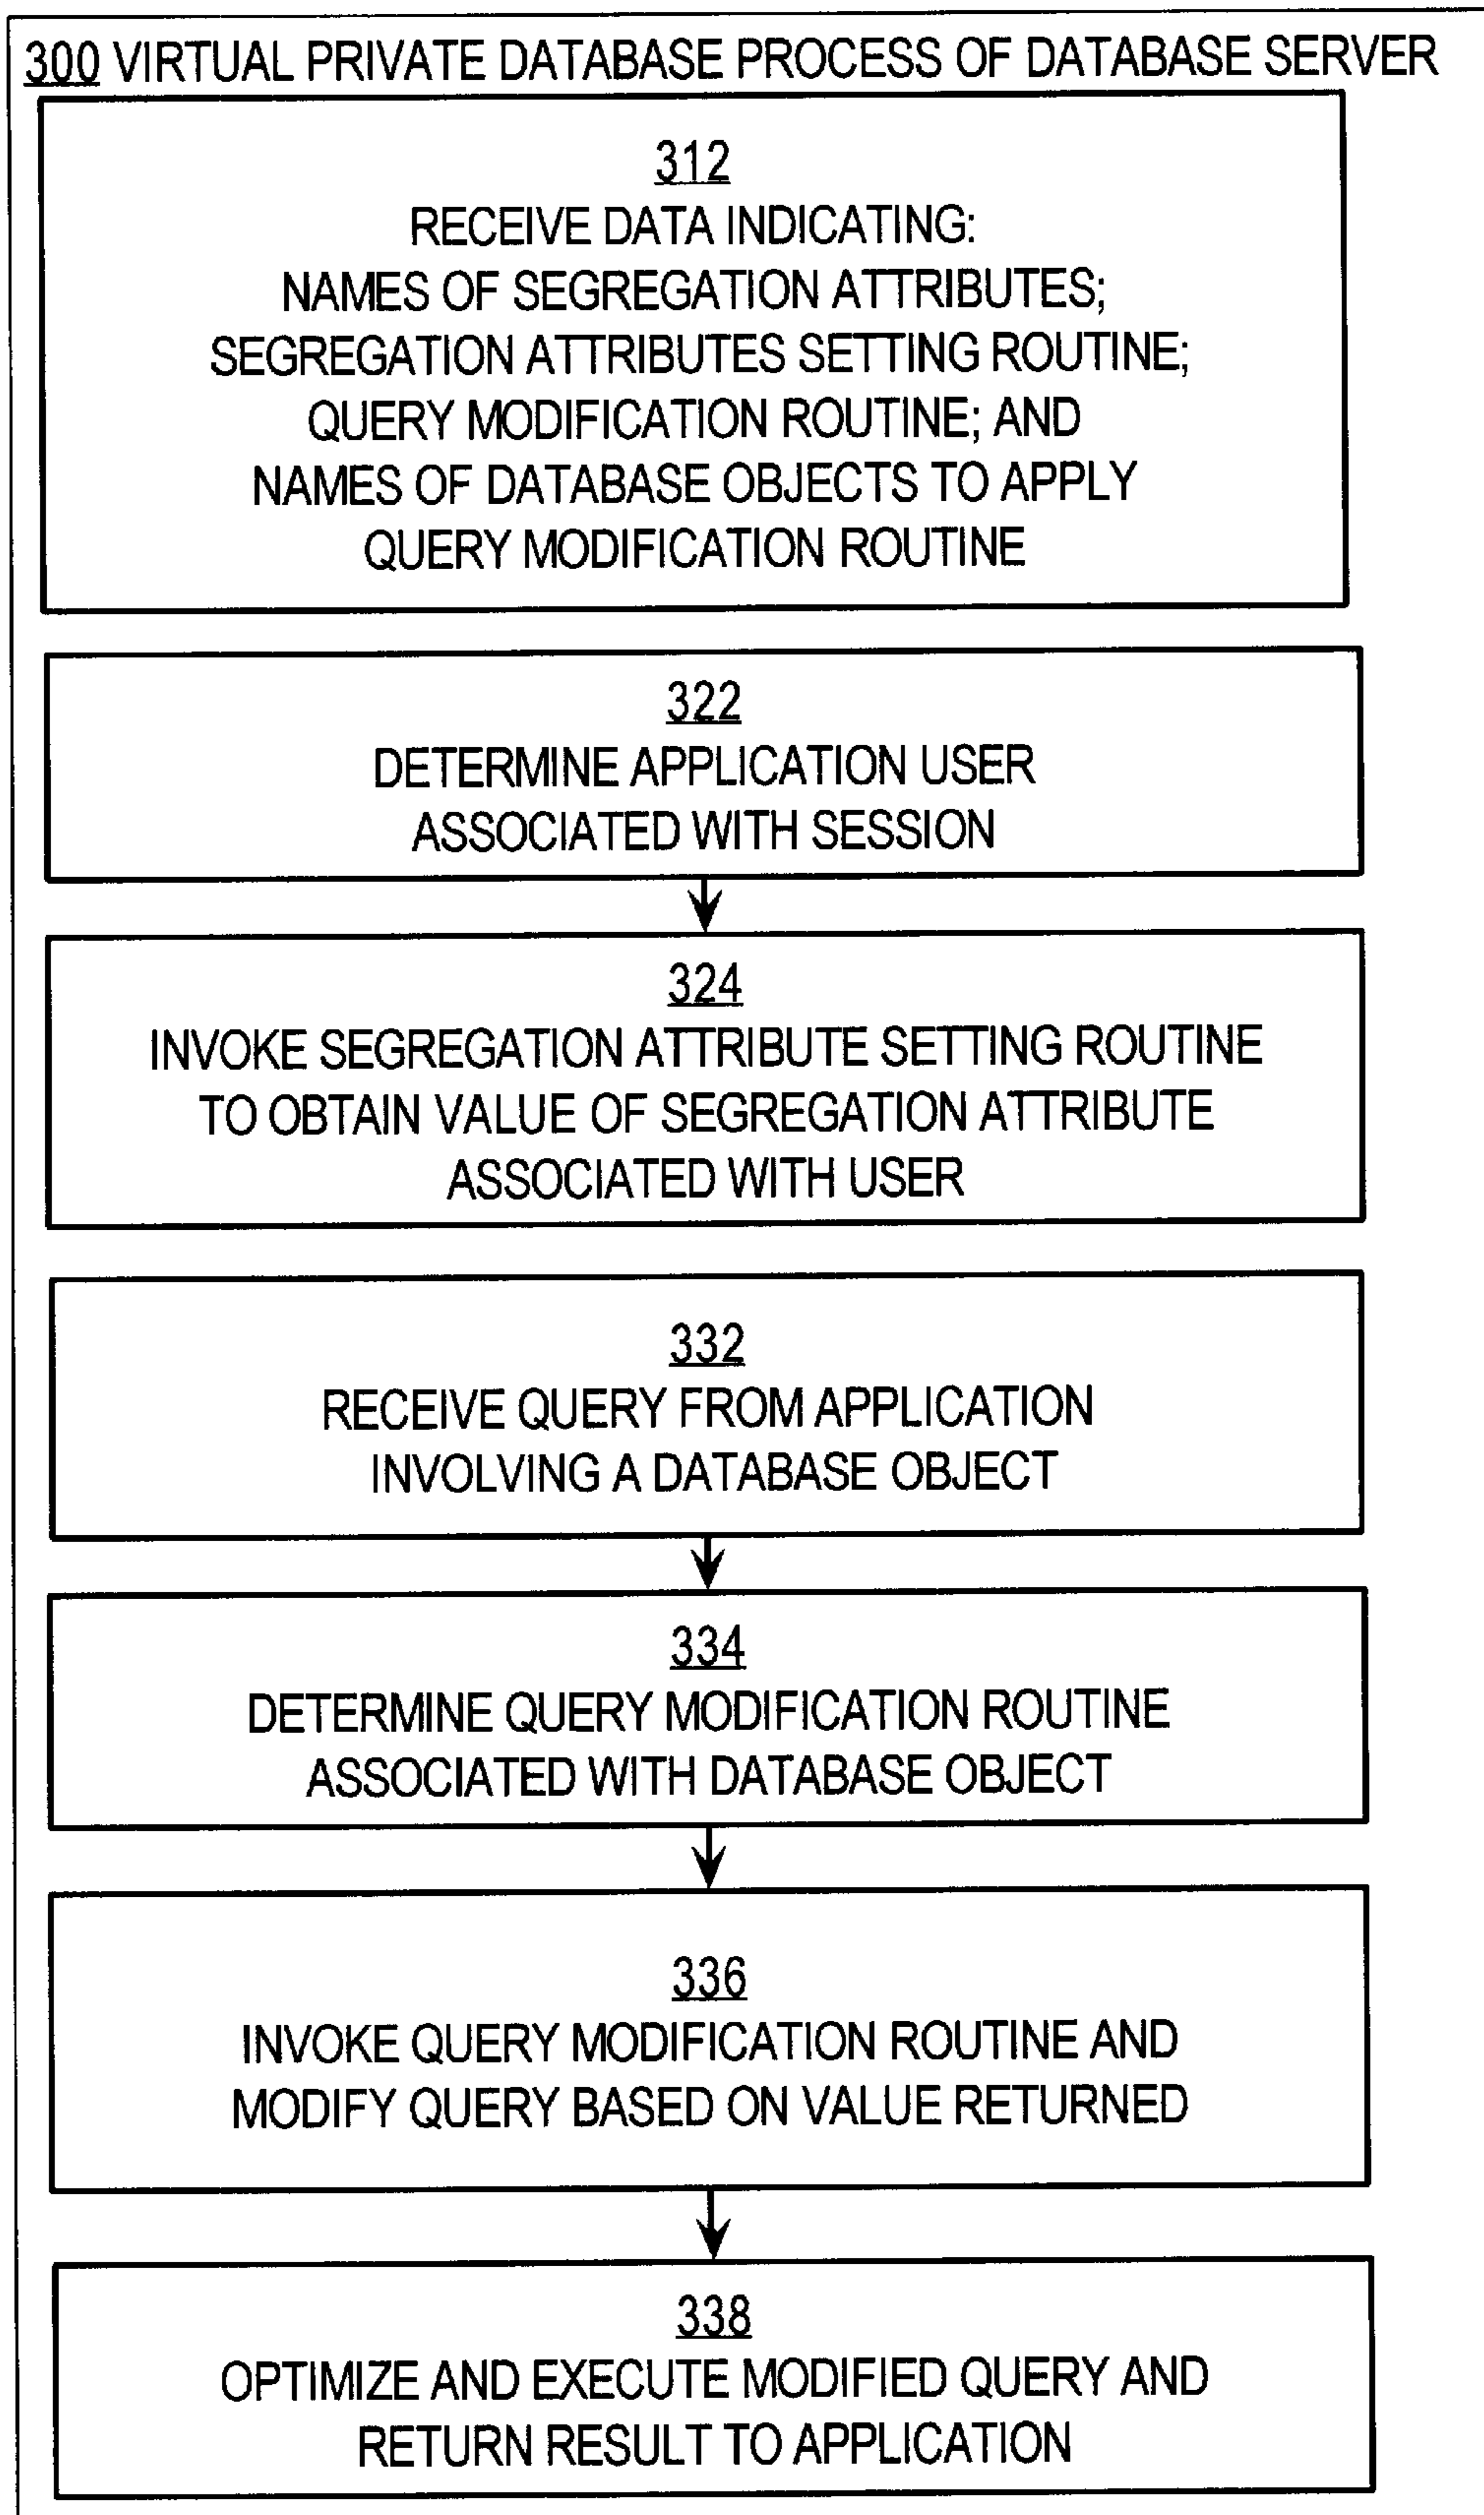 300 VIRTUAL PRIVATE DATABASE PROCESS OF DATABASE SERVER
312
RECEIVE DATA INDICATING:
NAMES OF SEGREGATION ATTRIBUTES;
SEGREGATION ATTRIBUTES SETTING ROUTINE;
QUERY MODIFICATION ROUTINE; AND
NAMES OF DATABASE OBJECTS TO APPLY
QUERY MODIFICATION ROUTINE
322
DETERMINE APPLICATION USER
ASSOCIATED WITH SESSION
324
INVOKE SEGREGATION ATTRIBUTE SETTING ROUTINE
TO OBTAIN VALUE OF SEGREGATION ATTRIBUTE
ASSOCIATED WITH USER
332
RECEIVE QUERY FROM APPLICATION
INVOLVING A DATABASE OBJECT
334
DETERMINE QUERY MODIFICATION ROUTINE
ASSOCIATED WITH DATABASE OBJECT
336
INVOKE QUERY MODIFICATION ROUTINE AND
MODIFY QUERY BASED ON VALUE RETURNED
338
OPTIMIZE AND EXECUTE MODIFIED QUERY AND
RETURN RESULT TO APPLICATION